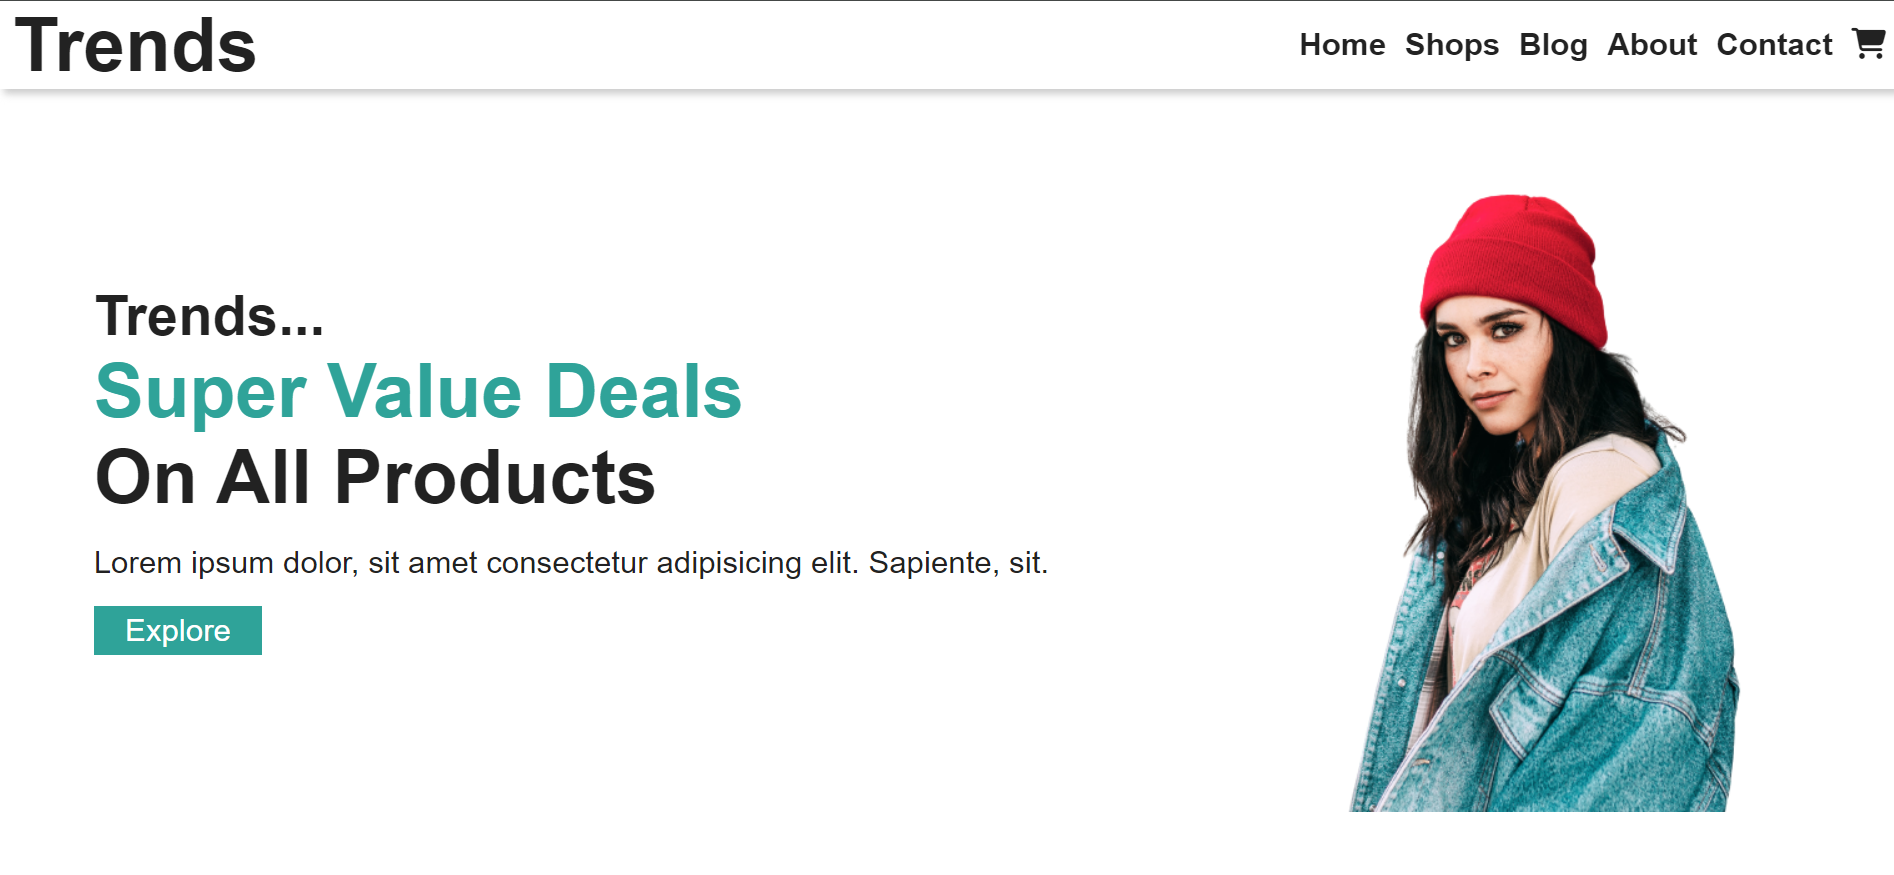 Trends
Home Shops Blog About Contact
Trends...
Super Value Deals
On All Products
Lorem ipsum dolor, sit amet consectetur adipisicing elit. Sapiente, sit.
Explore